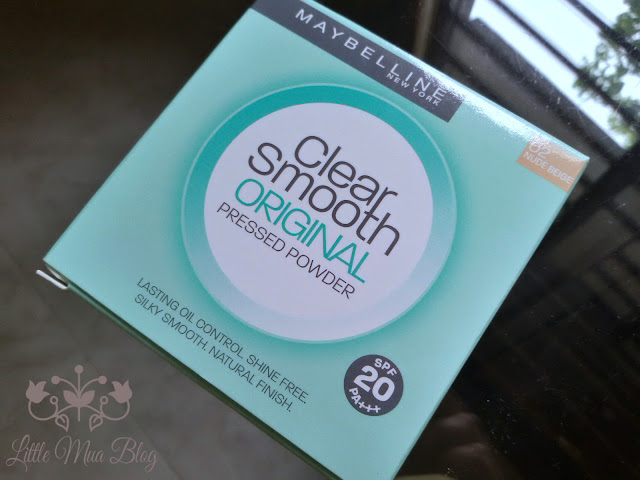 MAYBELLINE
NEW YORK
02
NUDE BEIGE
Clear
Smooth
ORIGINAL
PRESSED POWDER
LASTING OIL CONTROL. SHINE FREE.
SILKY SMOOTH. NATURAL FINISH.
SPF
20
PA+++
Little Mua Blog